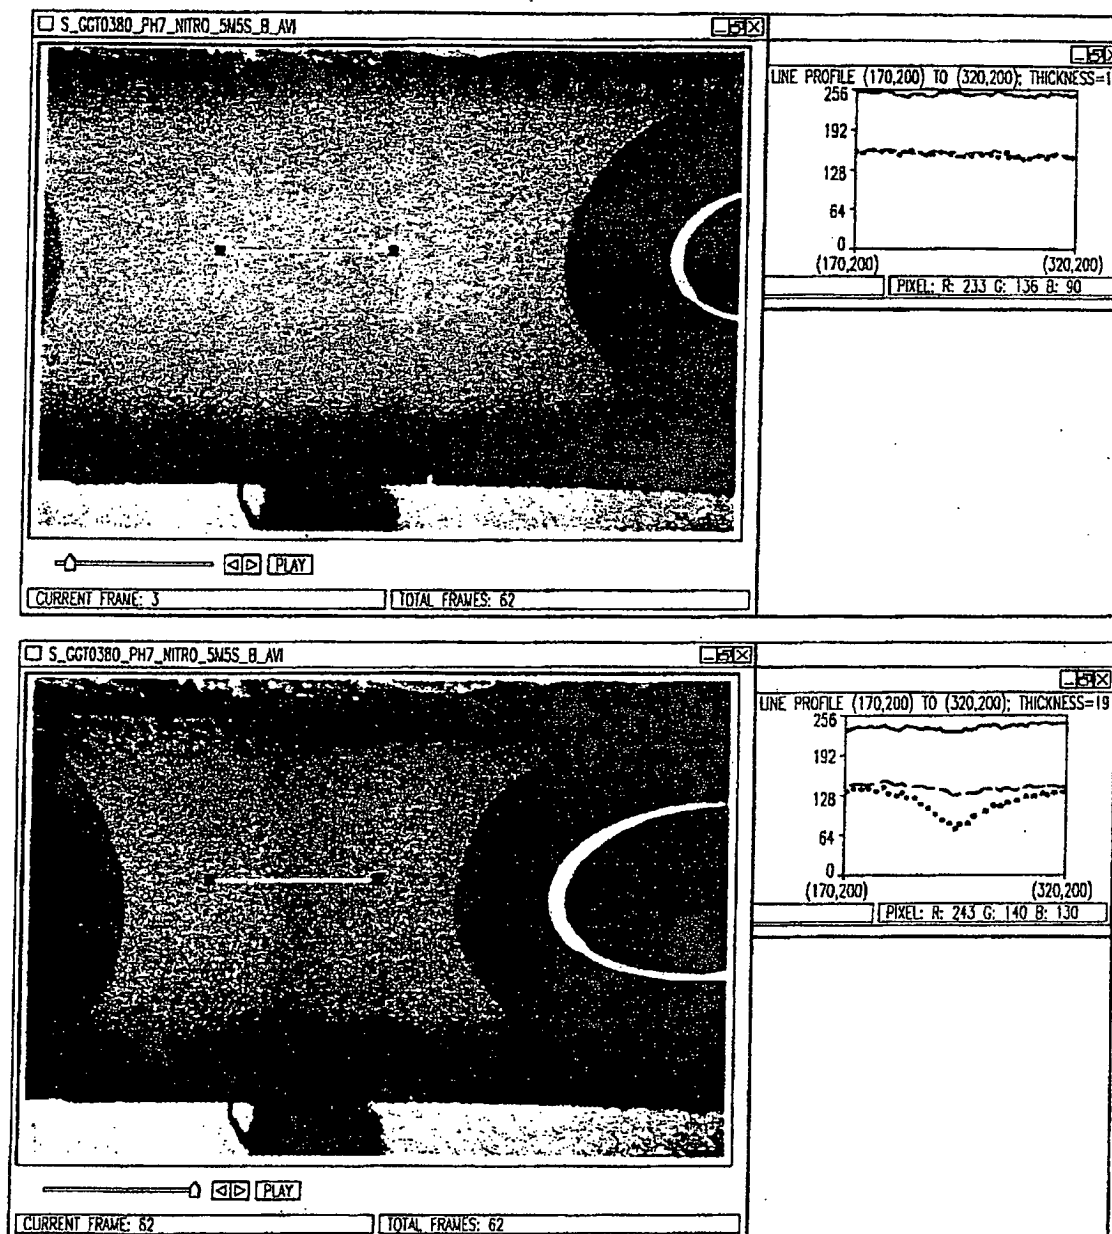 S_GGT0380_PH7_NITRO_5M5S_B_AVI
LINE PROFILE (170,200) TO (320,200); THICKNESS=1
256
192
128
64
0
(170,200) (320,200)
PIXEL: R: 233 G: 136 B: 90
PLAY
CURRENT FRAME: 3 TOTAL FRAMES: 62
S_GGT0380_PH7_NITRO_5M5S_B_AVI
LINE PROFILE (170,200) TO (320,200); THICKNESS=19
256
192
128
64
0
(170,200) (320,200)
PIXEL: R: 243 G: 140 B: 130
PLAY
CURRENT FRAME: 62 TOTAL FRAMES: 62